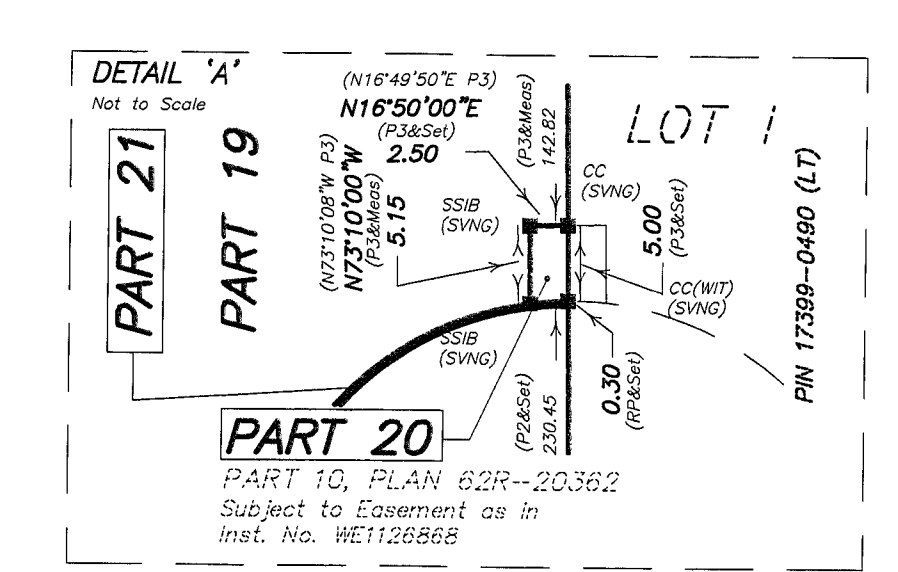 DETAIL 'A'
Not to Scale
PART 21
PART 19
(N16°49'50"E P3)
N16°50'00"E
(P3&Set)
2.50
(N73°10'08"W P3)
N73°10'00"W
(P3&Meas)
5.15
(P3&Meas)
142.82
LOT 1
CC
(SVNG)
SSIB
(SVNG)
5.00
(P3&Set)
CC(WIT)
(SVNG)
PIN 17399-0490 (LT)
SSIB
(SVNG)
(P2&Set)
230.45
0.30
(RP&Set)
PART 20
PART 10, PLAN 62R--20362
Subject to Easement as in
Inst. No. WE1126868